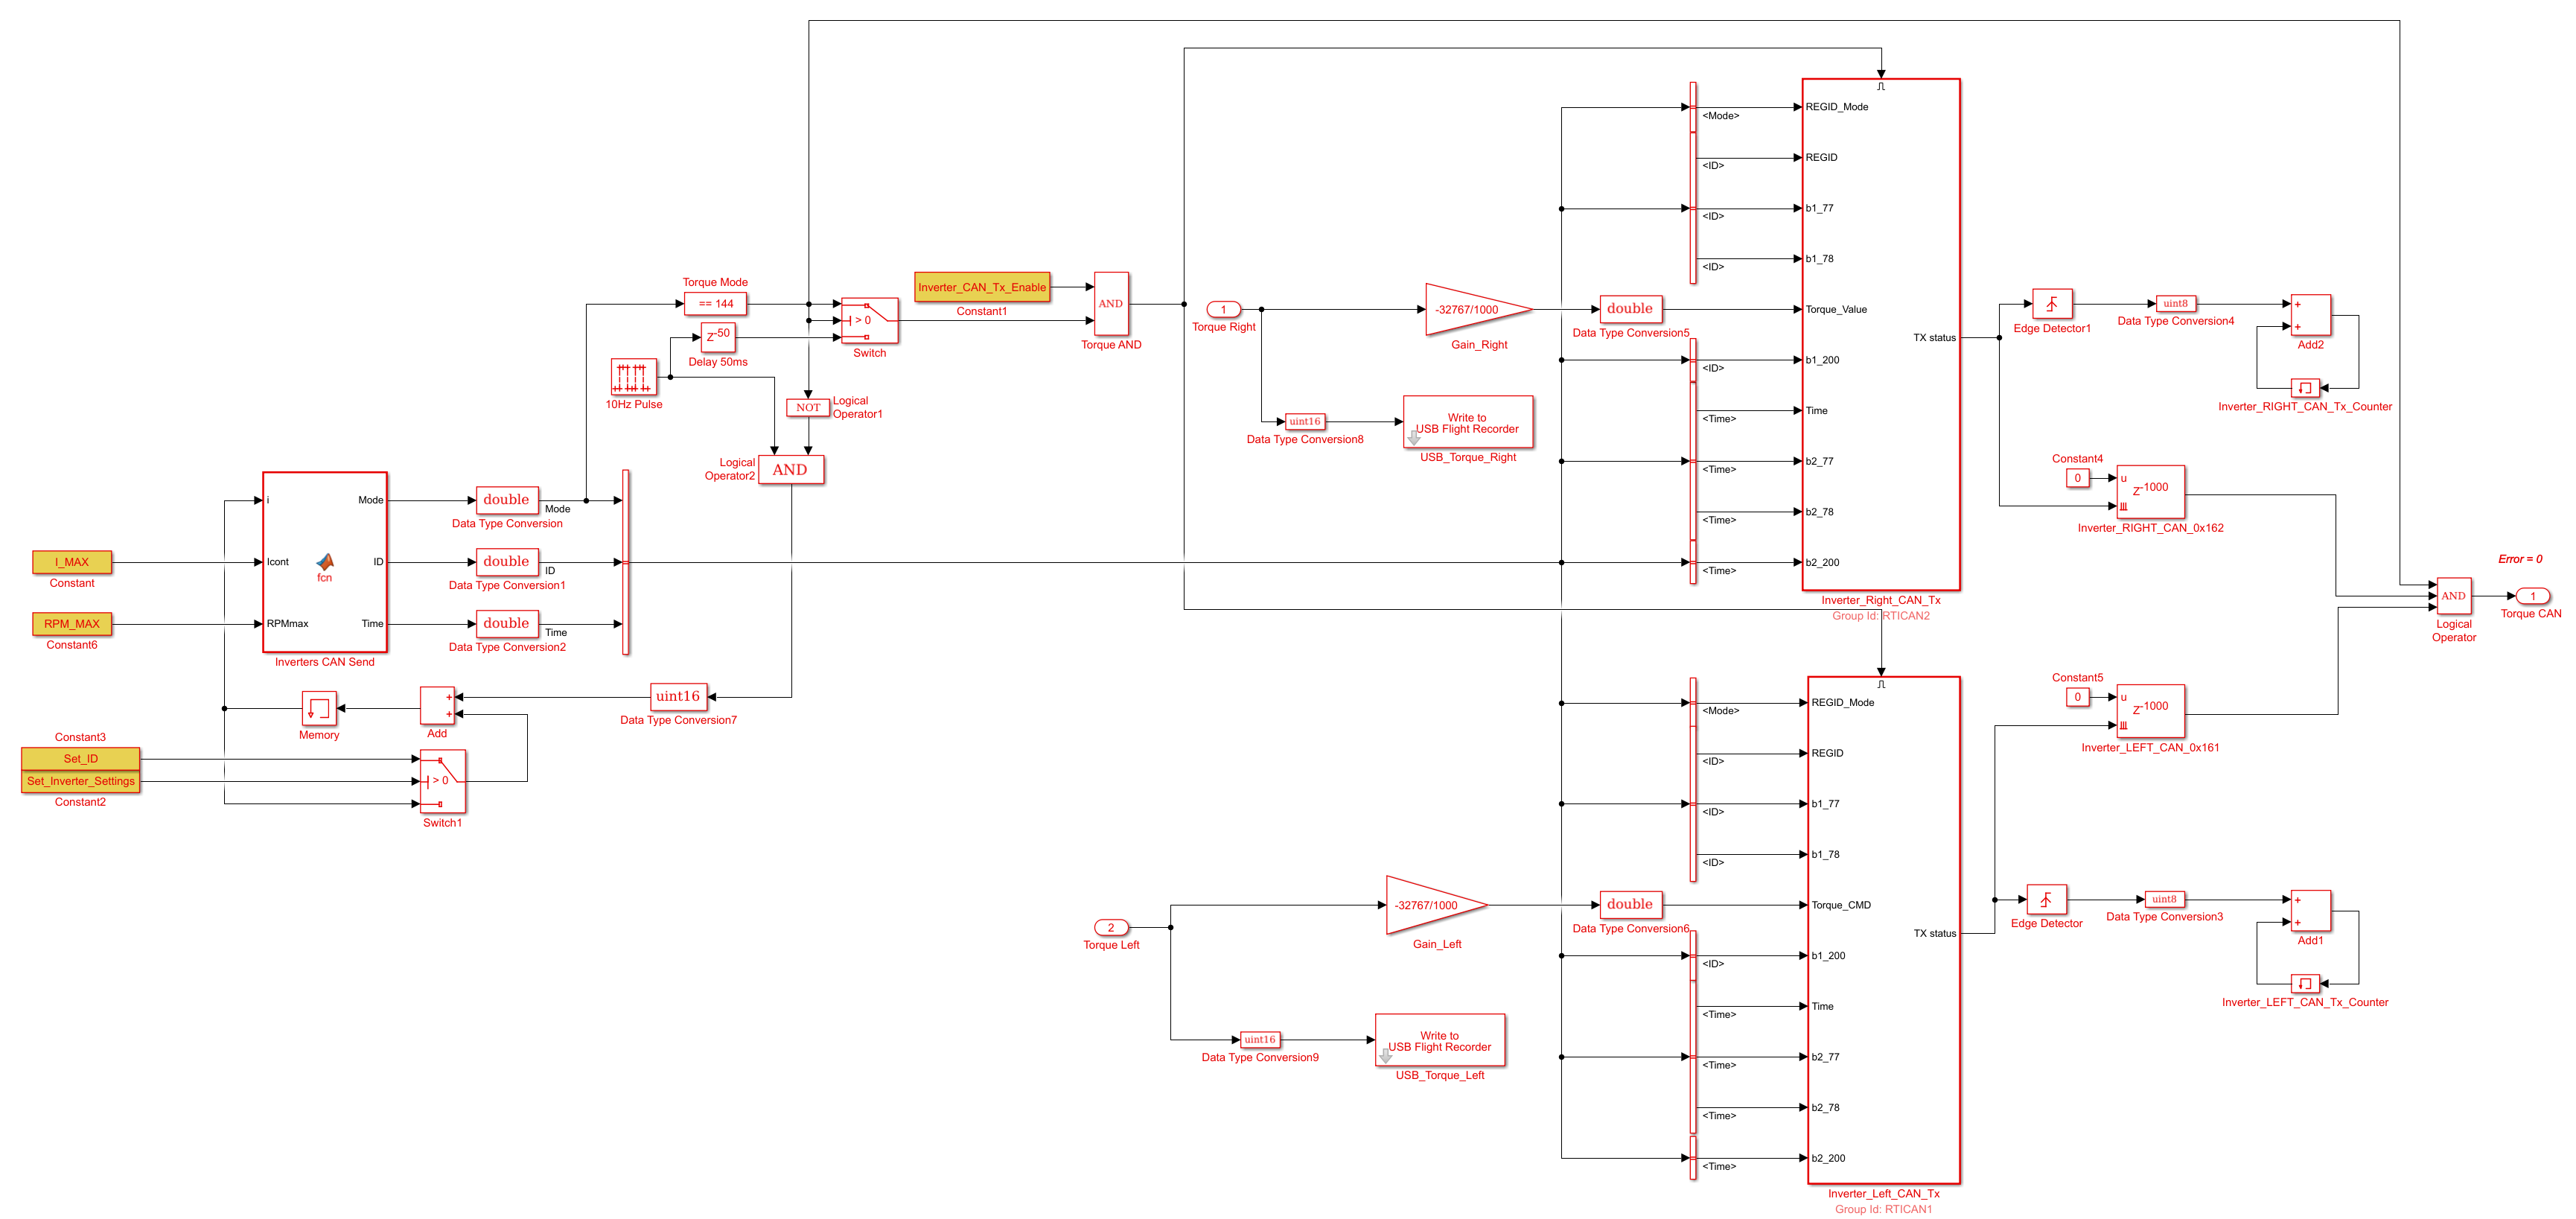 Torque Mode
== 144
Z-50
Delay 50ms
10Hz Pulse
> 0
Switch
Inverter_CAN_Tx_Enable
Constant1
AND
Torque AND
NOT
Logical
Operator1
Logical
Operator2
AND
i
Icont
RPMmax
fcn
Mode
ID
Time
Inverters CAN Send
I_MAX
Constant
RPM_MAX
Constant6
double
Mode
Data Type Conversion
double
ID
Data Type Conversion1
double
Time
Data Type Conversion2
uint16
Data Type Conversion7
+
+
Add
Memory
Constant3
Set_ID
Set_Inverter_Settings
Constant2
> 0
Switch1
1
Torque Right
-32767/1000
Gain_Right
double
Data Type Conversion5
uint16
Data Type Conversion8
Write to
USB Flight Recorder
USB_Torque_Right
<Mode>
<ID>
<ID>
<ID>
<ID>
<Time>
<Time>
<Time>
<Time>
REGID_Mode
REGID
b1_77
b1_78
Torque_Value
b1_200
Time
b2_77
b2_78
b2_200
TX status
Inverter_Right_CAN_Tx
Group Id: RTICAN2
Edge Detector1
uint8
Data Type Conversion4
+
+
Add2
Inverter_RIGHT_CAN_Tx_Counter
Constant4
0
u
Z-1000
Inverter_RIGHT_CAN_0x162
Error = 0
AND
Logical
Operator
1
Torque CAN
Constant5
0
u
Z-1000
Inverter_LEFT_CAN_0x161
2
Torque Left
-32767/1000
Gain_Left
double
Data Type Conversion6
uint16
Data Type Conversion9
Write to
USB Flight Recorder
USB_Torque_Left
<Mode>
<ID>
<ID>
<ID>
<ID>
<Time>
<Time>
<Time>
<Time>
REGID_Mode
REGID
b1_77
b1_78
Torque_CMD
b1_200
Time
b2_77
b2_78
b2_200
TX status
Inverter_Left_CAN_Tx
Group Id: RTICAN1
Edge Detector
uint8
Data Type Conversion3
+
+
Add1
Inverter_LEFT_CAN_Tx_Counter